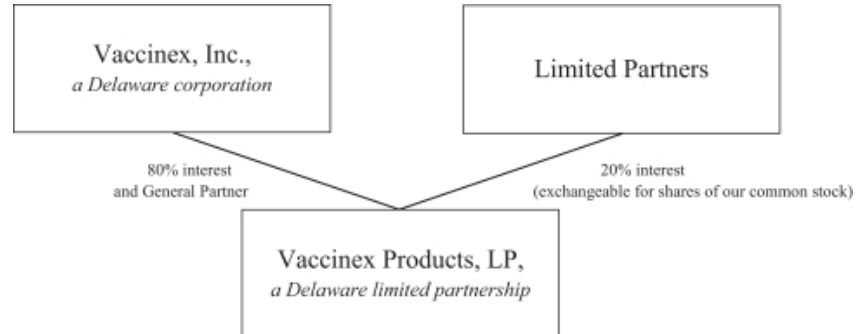 Vaccinex, Inc.,
a Delaware corporation
Limited Partners
80% interest
and General Partner
20% interest
(exchangeable for shares of our common stock)
Vaccinex Products, LP,
a Delaware limited partnership